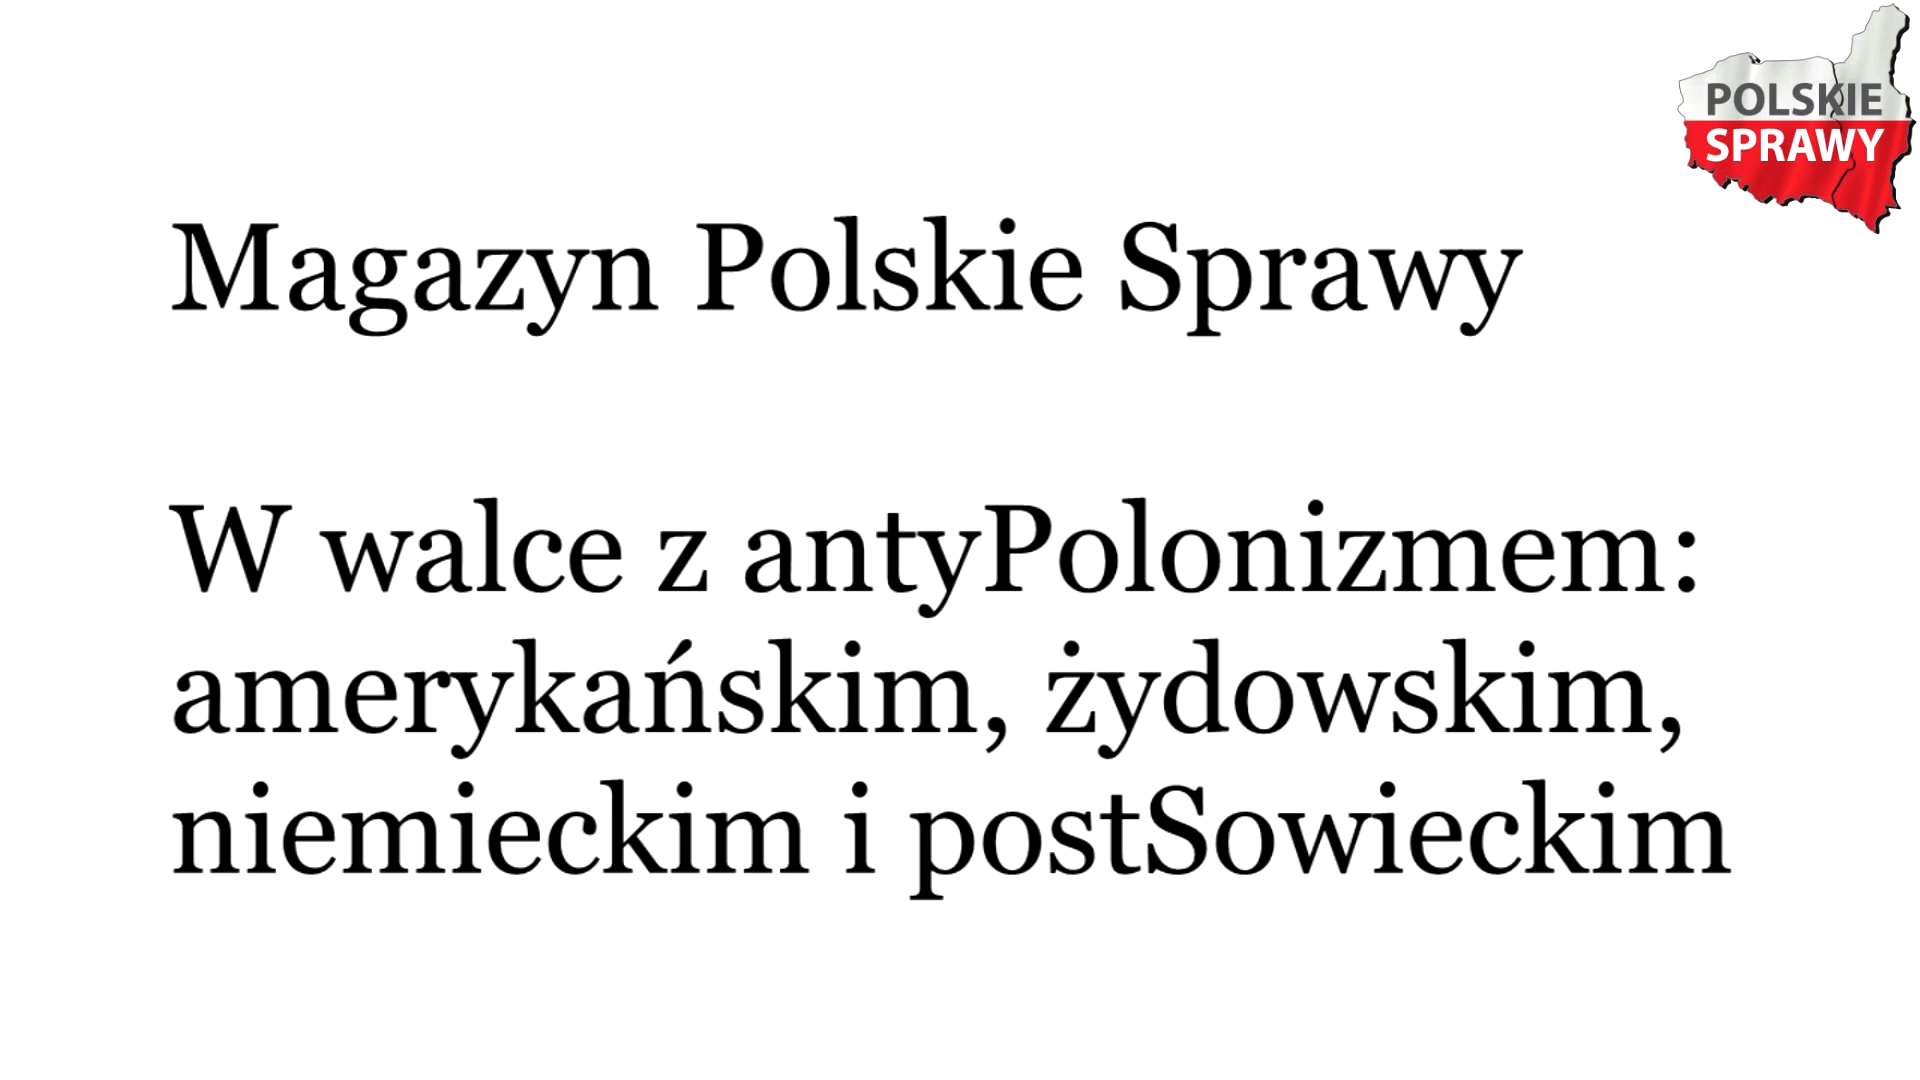 POLSKIE
SPRAWY
Magazyn Polskie Sprawy
W walce z antyPolonizmem:
amerykańskim, żydowskim,
niemieckim i postSowieckim